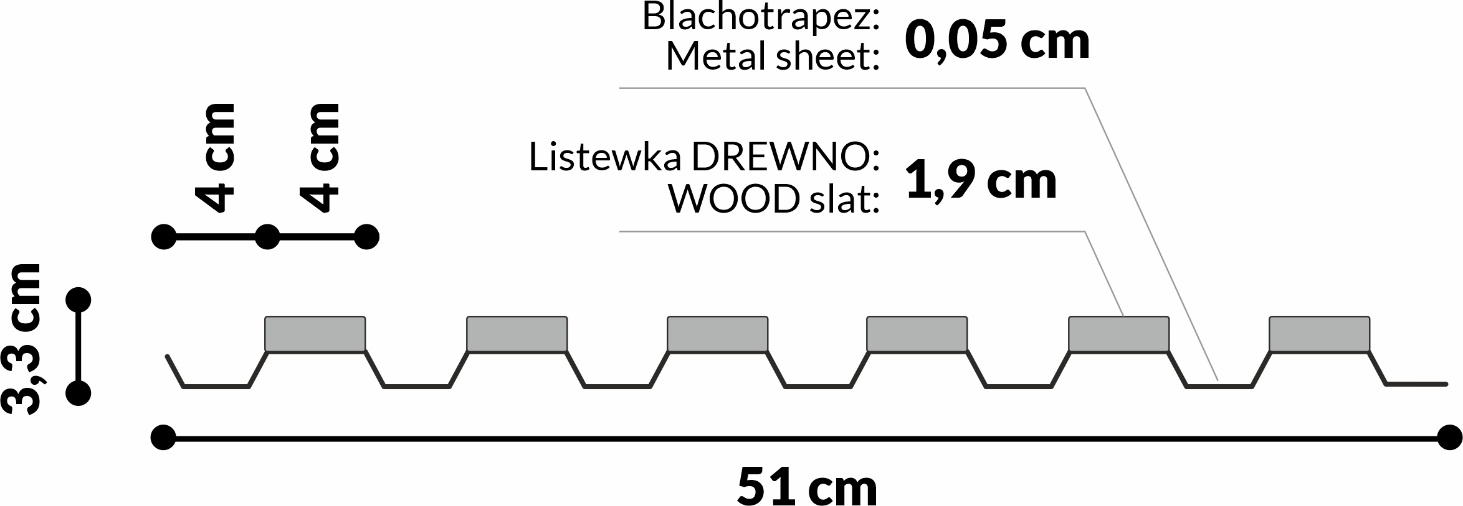 Blachotrapez:
Metal sheet:
0,05 cm
Listewka DREWNO:
WOOD slat:
1,9 cm
4 cm
4 cm
3,3 cm
51 cm